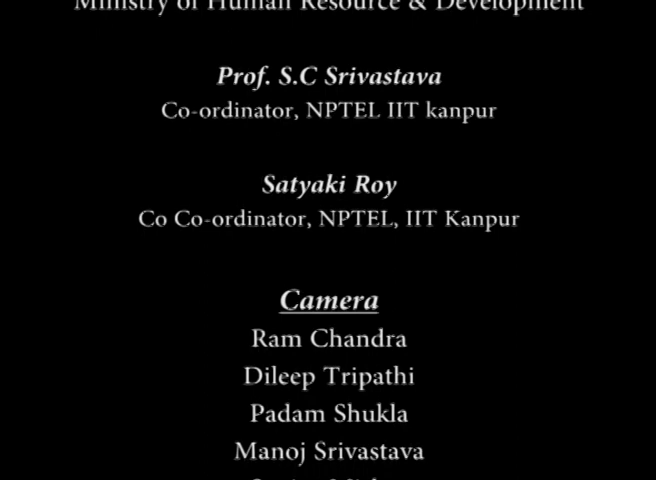 Ministry of Human Resource & Development
Prof. S.C Srivastava
Co-ordinator, NPTEL IIT kanpur
Satyaki Roy
Co Co-ordinator, NPTEL, IIT Kanpur
Camera
Ram Chandra
Dileep Tripathi
Padam Shukla
Manoj Srivastava